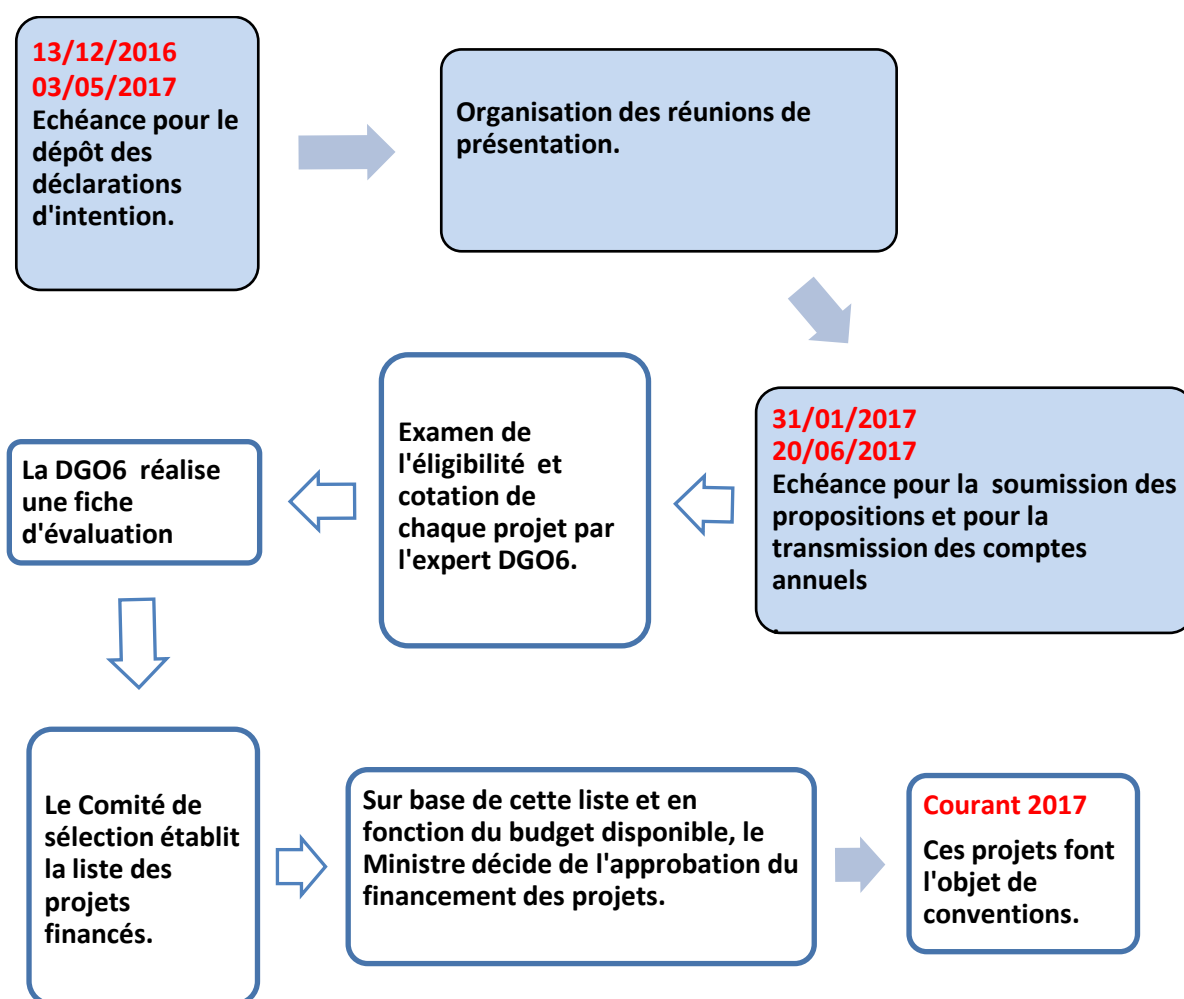 13/12/2016
03/05/2017
Echéance pour le
dépôt des
déclarations
d'intention.
Organisation des réunions de
présentation.
31/01/2017
20/06/2017
Echéance pour la soumission des
propositions et pour la
transmission des comptes
annuels
.
Examen de
l'éligibilité et
cotation de
chaque projet par
l'expert DGO6.
La DGO6 réalise
une fiche
d'évaluation
Le Comité de
sélection établit
la liste des
projets
financés.
Sur base de cette liste et en
fonction du budget disponible, le
Ministre décide de l'approbation du
financement des projets.
Courant 2017
Ces projets font
l'objet de
conventions.